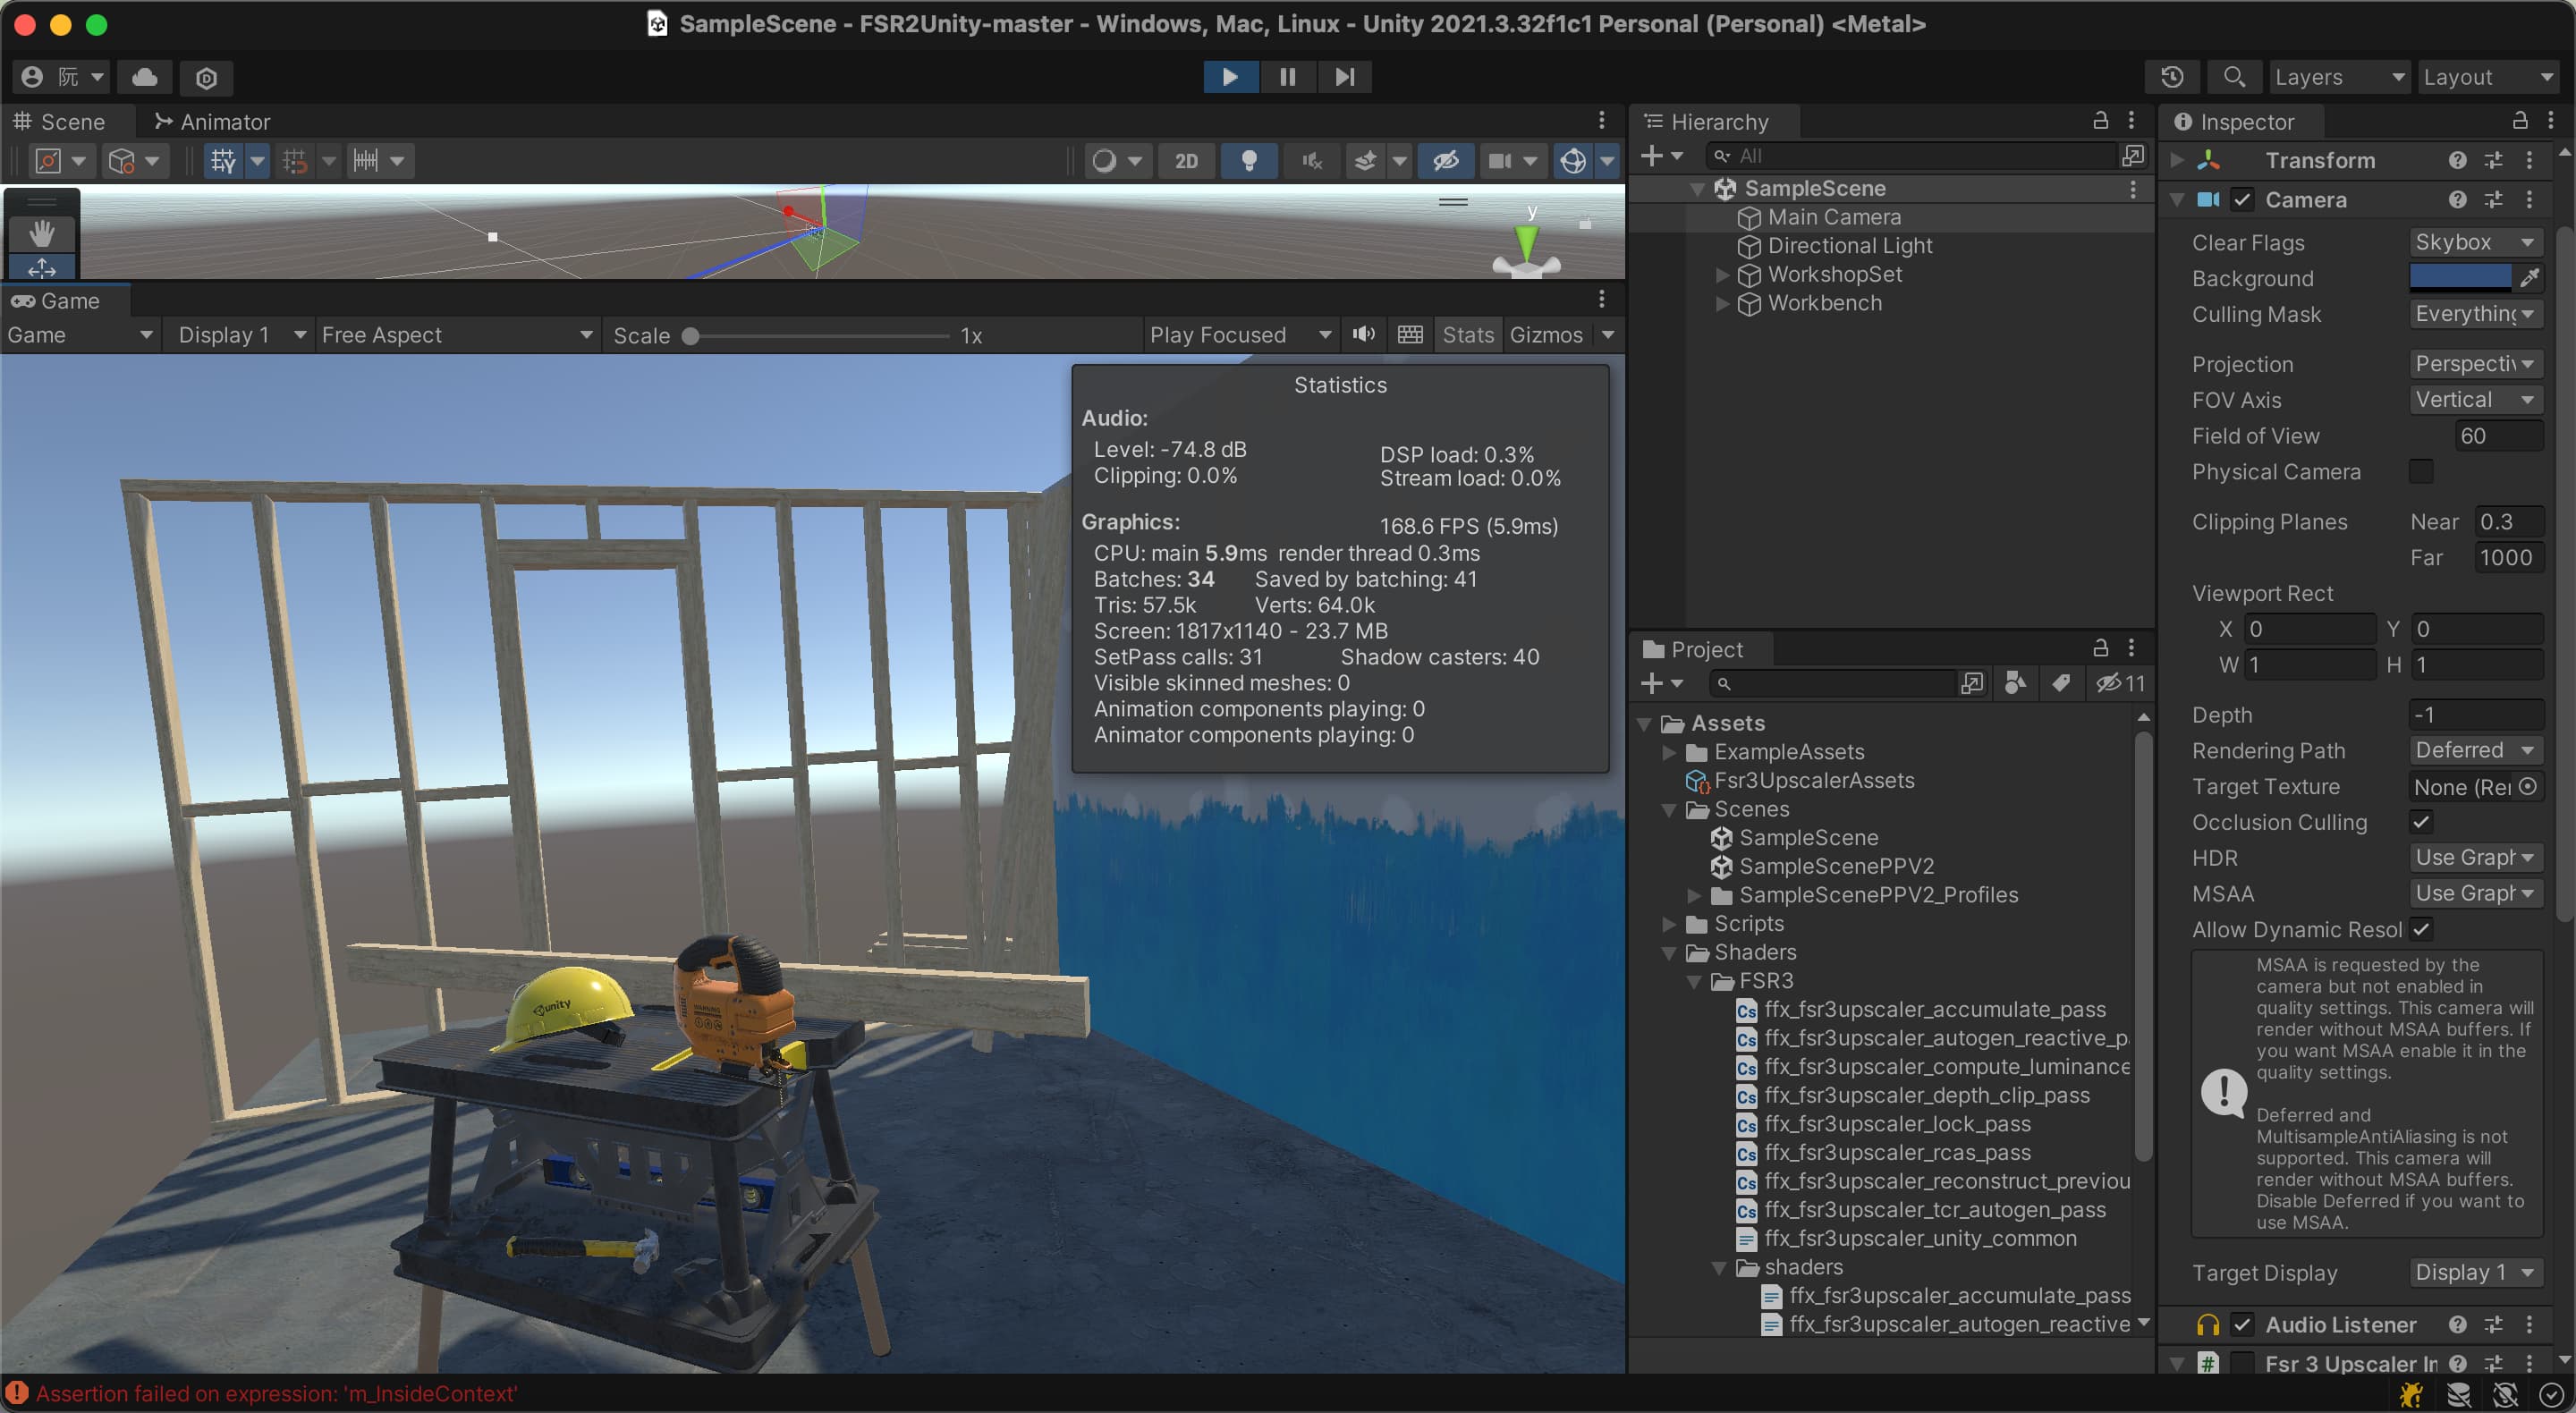 SampleScene - FSR2Unity-master - Windows, Mac, Linux - Unity 2021.3.32f1c1 Personal (Personal) <Metal>
阮
Layers
Layout
Scene
Animator
2D
y
Game
Game
Display 1
Free Aspect
Scale
1x
Play Focused
Stats
Gizmos
Statistics
Audio:
Level: -74.8 dB
DSP load: 0.3%
Clipping: 0.0%
Stream load: 0.0%
Graphics:
168.6 FPS (5.9ms)
CPU: main 5.9ms render thread 0.3ms
Batches: 34 Saved by batching: 41
Tris: 57.5k Verts: 64.0k
Screen: 1817x1140 - 23.7 MB
SetPass calls: 31 Shadow casters: 40
Visible skinned meshes: 0
Animation components playing: 0
Animator components playing: 0
unity
Hierarchy
All
SampleScene
Main Camera
Directional Light
WorkshopSet
Workbench
Project
11
Assets
ExampleAssets
Fsr3UpscalerAssets
Scenes
SampleScene
SampleScenePPV2
SampleScenePPV2_Profiles
Scripts
Shaders
FSR3
ffx_fsr3upscaler_accumulate_pass
ffx_fsr3upscaler_autogen_reactive_p
ffx_fsr3upscaler_compute_luminance
ffx_fsr3upscaler_depth_clip_pass
ffx_fsr3upscaler_lock_pass
ffx_fsr3upscaler_rcas_pass
ffx_fsr3upscaler_reconstruct_previou
ffx_fsr3upscaler_tcr_autogen_pass
ffx_fsr3upscaler_unity_common
shaders
ffx_fsr3upscaler_accumulate_pass
ffx_fsr3upscaler_autogen_reactive
Inspector
Transform
Camera
Clear Flags Skybox
Background
Culling Mask Everything
Projection Perspectiv
FOV Axis Vertical
Field of View 60
Physical Camera
Clipping Planes Near 0.3
Far 1000
Viewport Rect
X 0 Y 0
W 1 H 1
Depth -1
Rendering Path Deferred
Target Texture None (Rer
Occlusion Culling
HDR Use Graph
MSAA Use Graph
Allow Dynamic Resol
MSAA is requested by the
camera but not enabled in
quality settings. This camera will
render without MSAA buffers. If
you want MSAA enable it in the
quality settings.
Deferred and
MultisampleAntiAliasing is not
supported. This camera will
render without MSAA buffers.
Disable Deferred if you want to
use MSAA.
Target Display Display 1
Audio Listener
Fsr 3 Upscaler In
Assertion failed on expression: 'm_InsideContext'